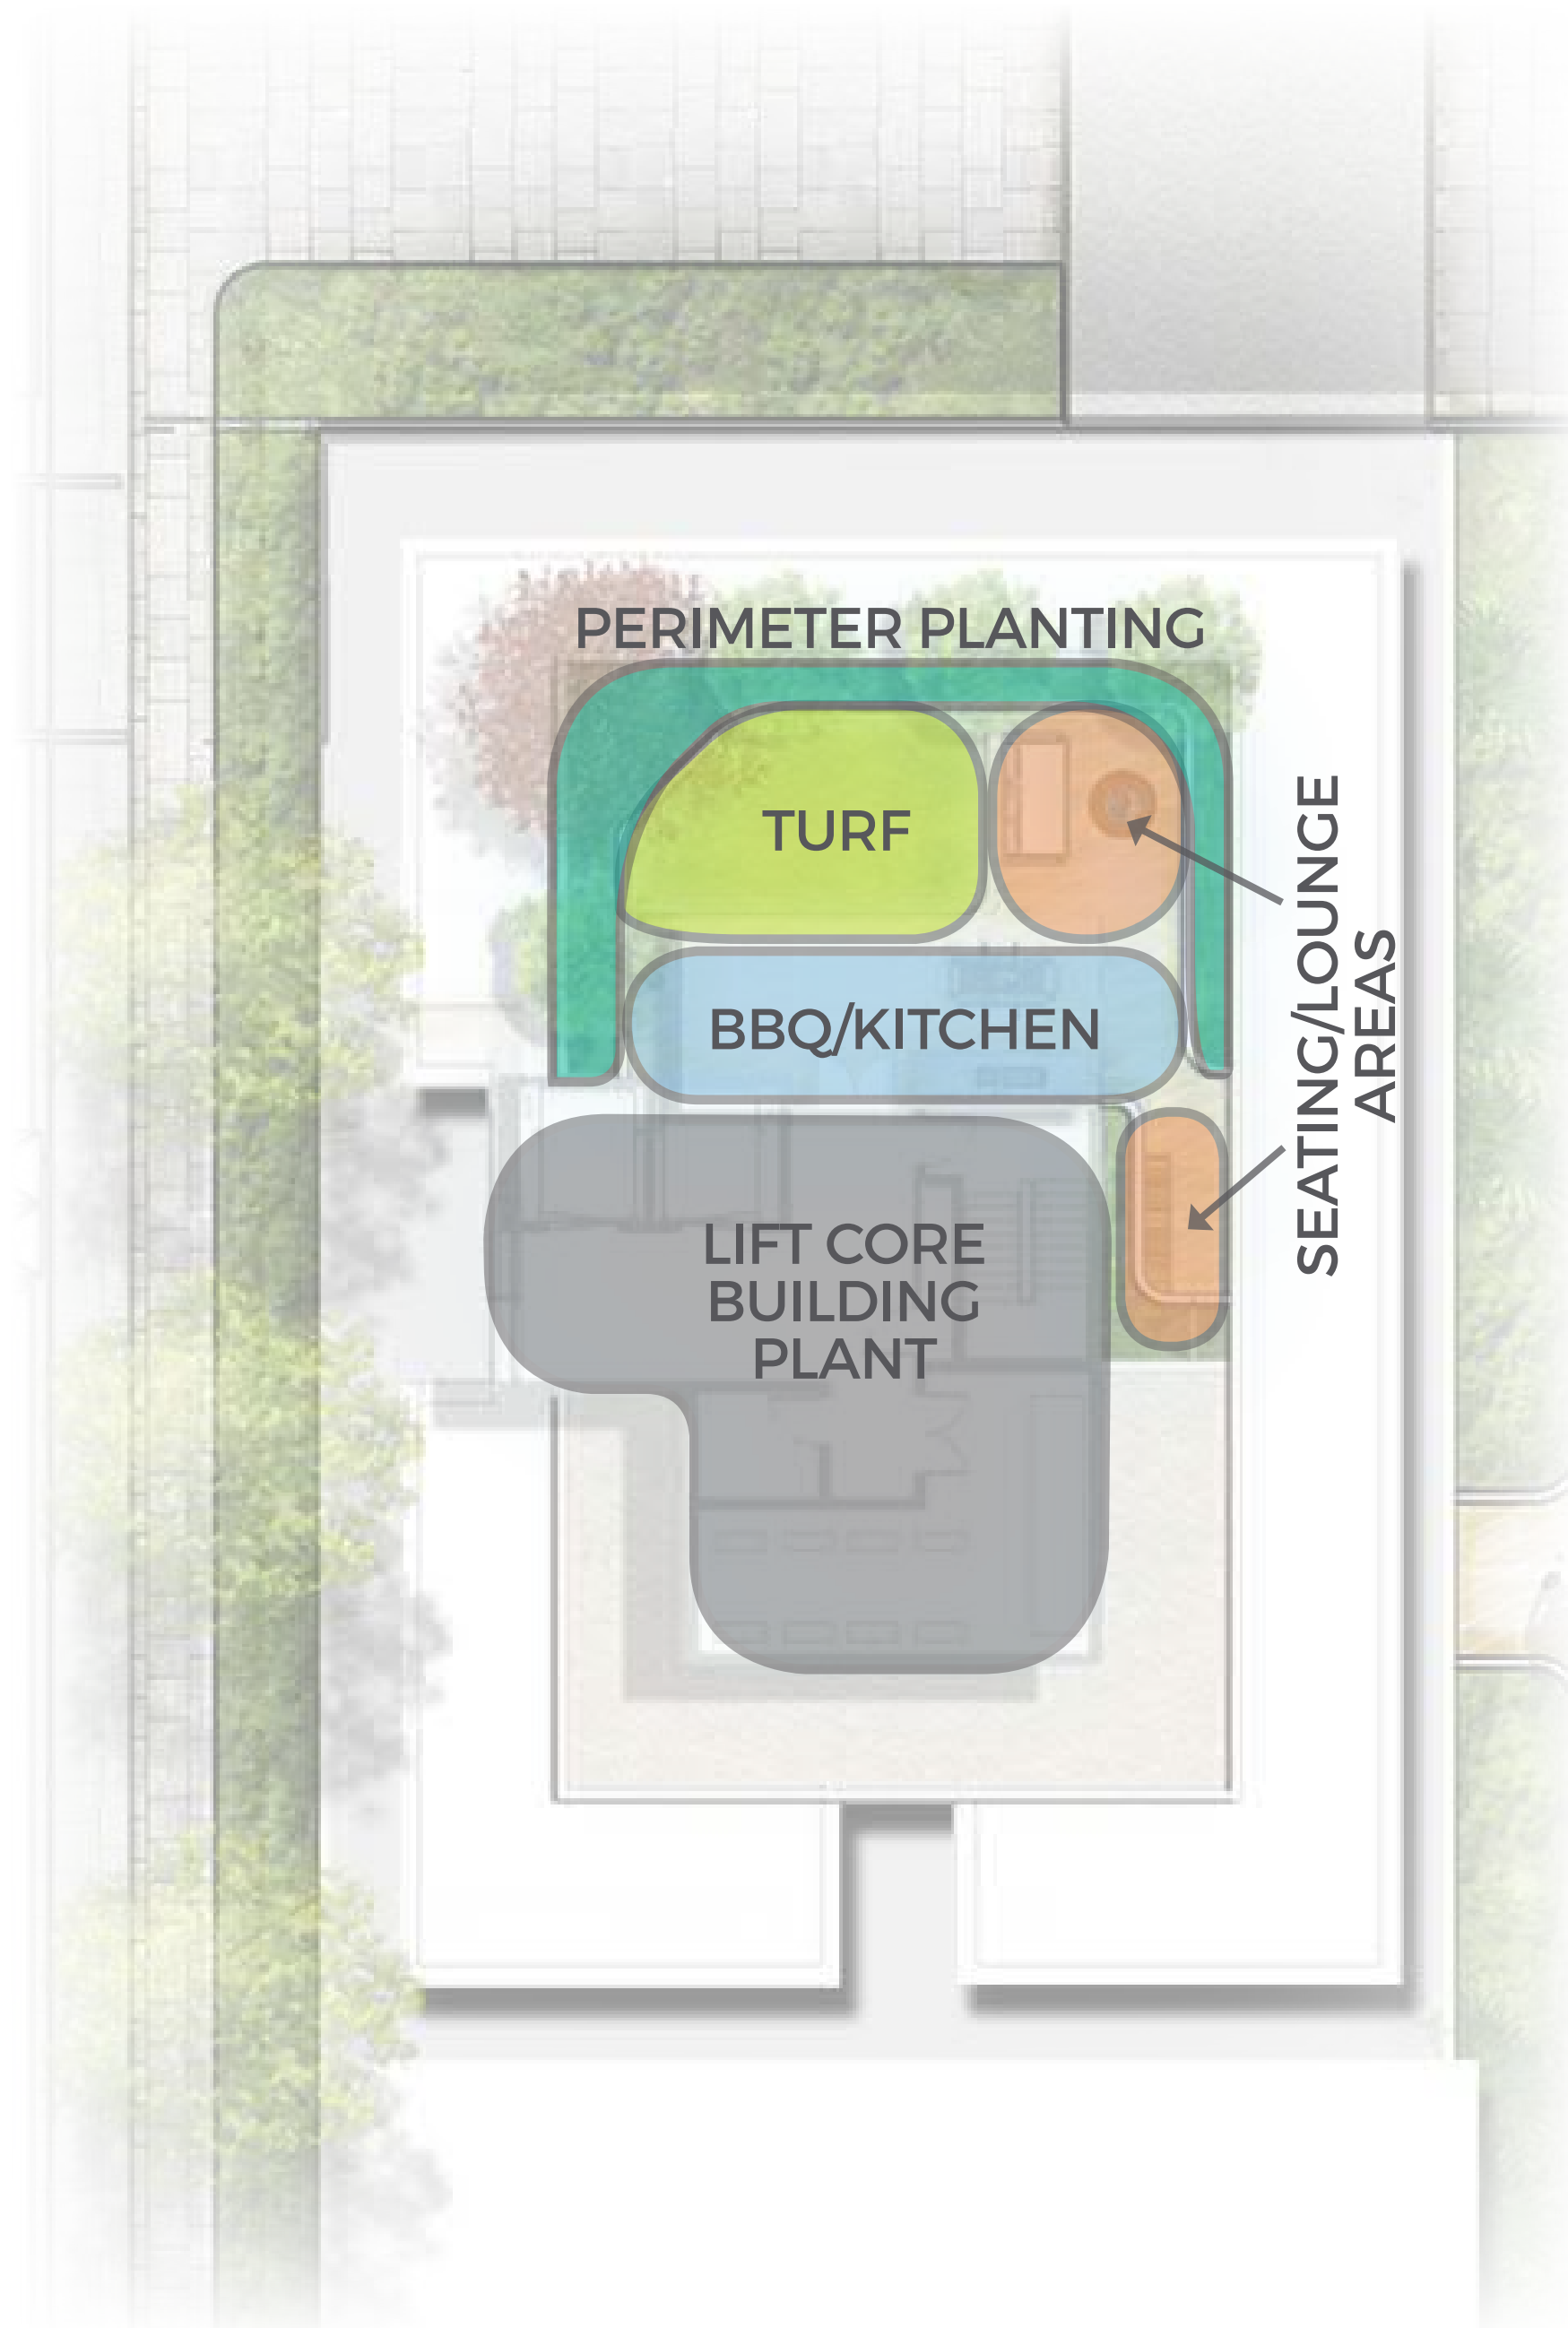 PERIMETER PLANTING
TURF
SEATING/LOUNGE
AREAS
BBQ/KITCHEN
LIFT CORE
BUILDING
PLANT